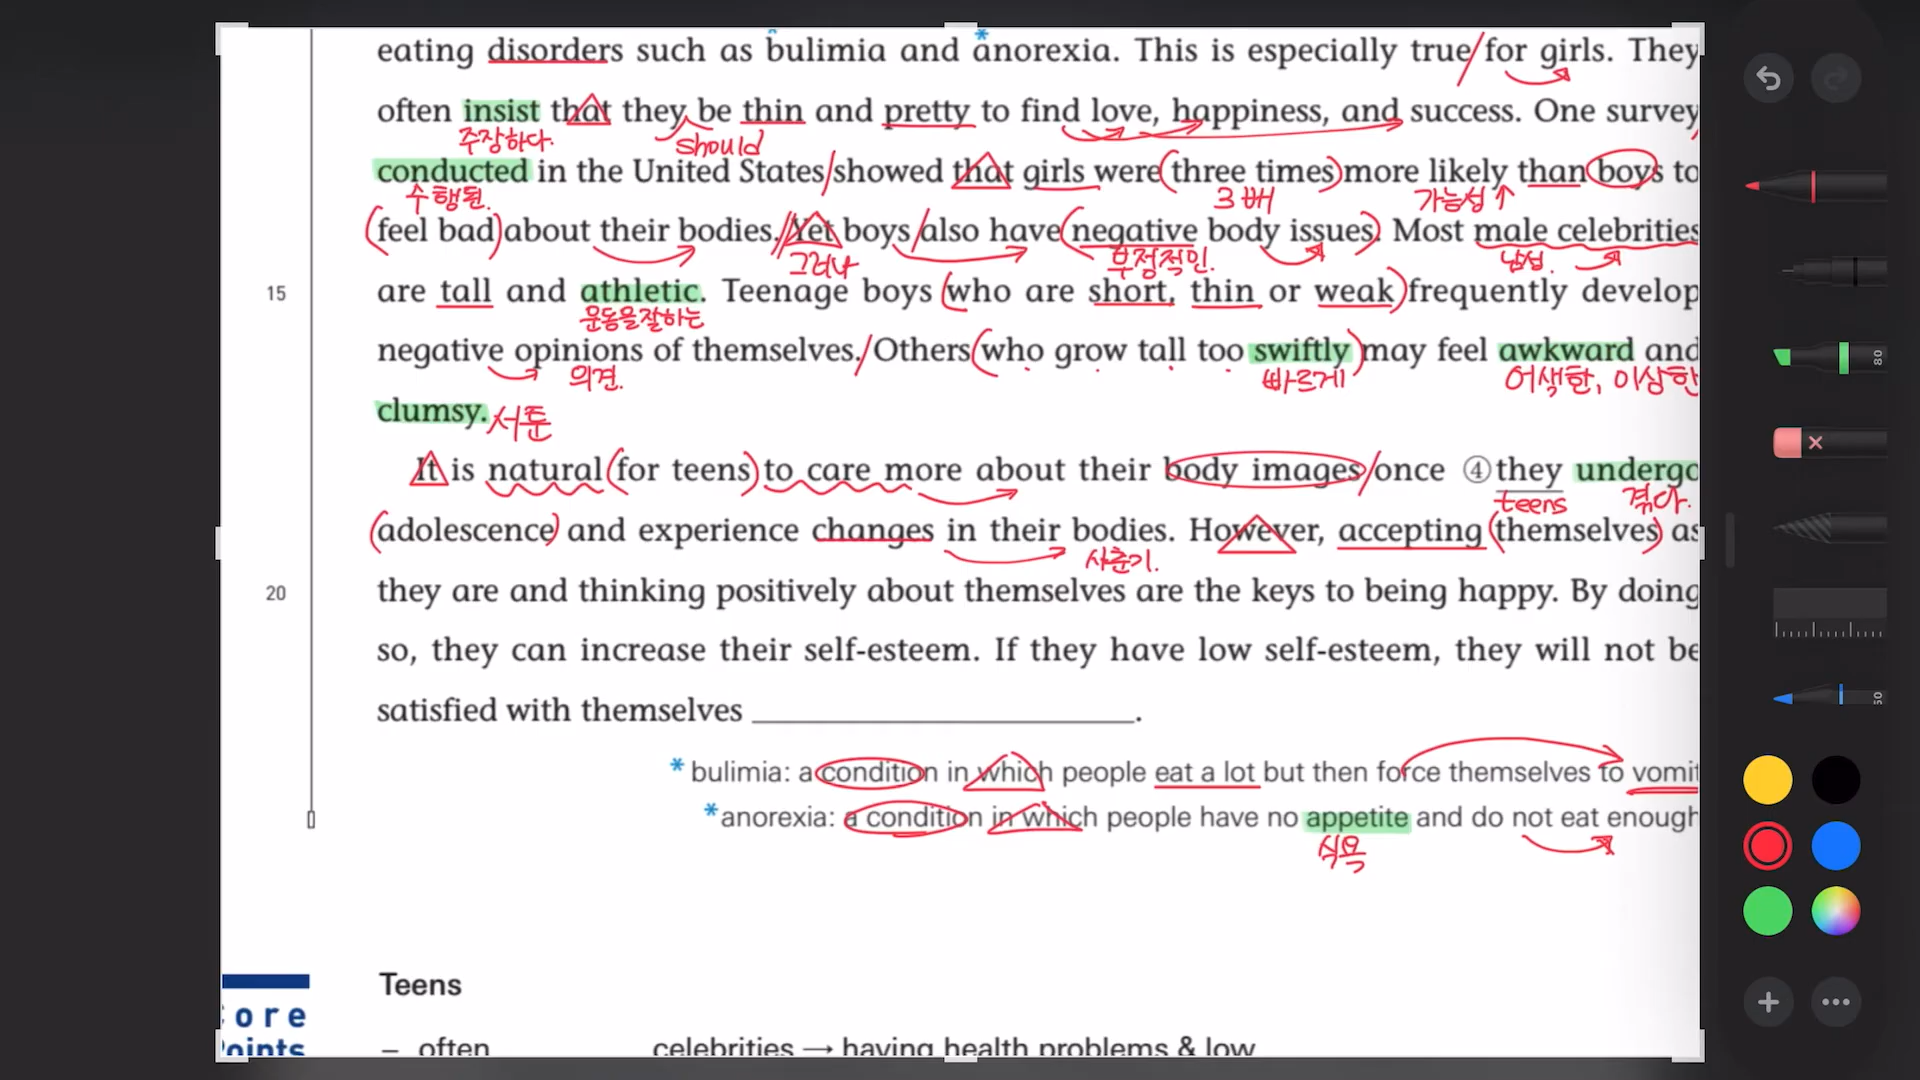 eating disorders such as bulimia and anorexia. This is especially true for girls. They
often insist that they be thin and pretty to find love, happiness, and success. One survey
주장하다. should
conducted in the United States showed that girls were three times more likely than boys to
수행된. 3배 가능성↑
feel bad about their bodies. Yet boys also have negative body issues. Most male celebrities
그러나 부정적인. 남성.
15 are tall and athletic. Teenage boys who are short, thin or weak frequently develop
운동을잘하는
negative opinions of themselves. Others who grow tall too swiftly may feel awkward and
의견. 빠르게 어색한, 이상한
clumsy. 서툰
It is natural for teens to care more about their body images once ④ they undergo
teens 겪다.
adolescence and experience changes in their bodies. However, accepting themselves as
사춘기.
20 they are and thinking positively about themselves are the keys to being happy. By doing
so, they can increase their self-esteem. If they have low self-esteem, they will not be
satisfied with themselves ____________________.
* bulimia: a condition in which people eat a lot but then force themselves to vomit
* anorexia: a condition in which people have no appetite and do not eat enough
식욕
Teens
ore
Points
– often celebrities → having health problems & low
80
50